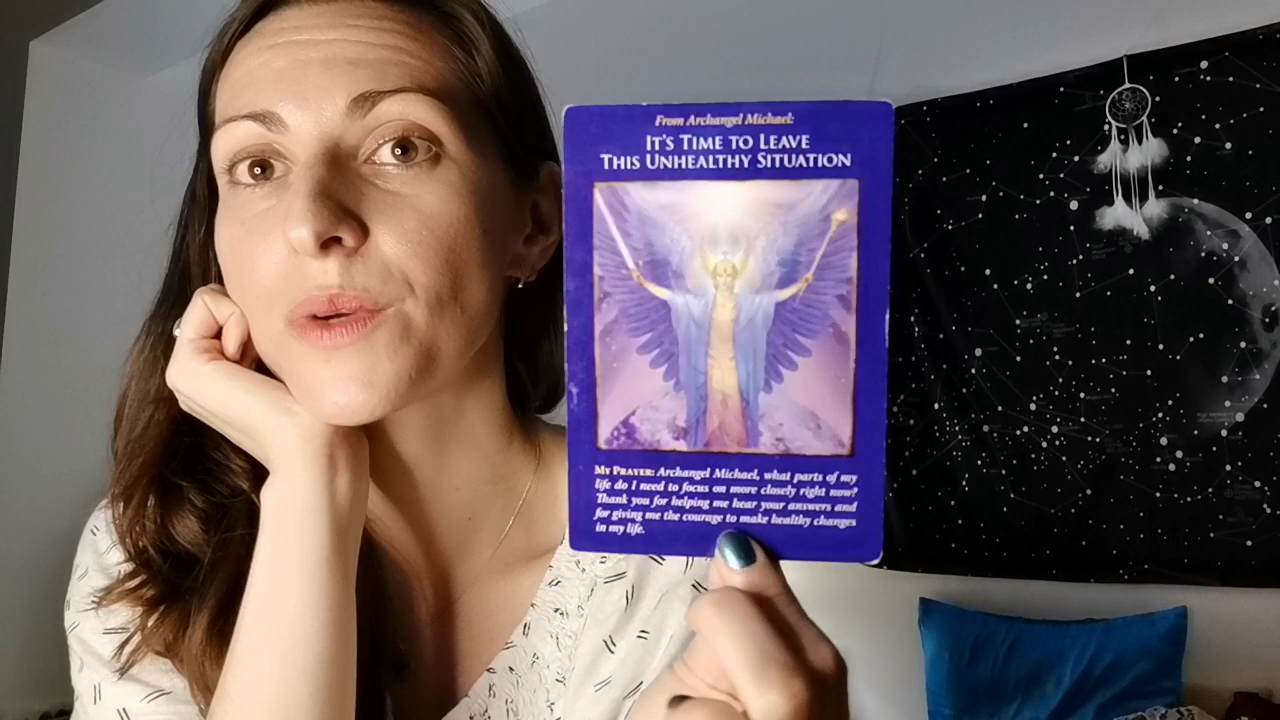 From Archangel Michael:
IT'S TIME TO LEAVE
THIS UNHEALTHY SITUATION
MY PRAYER: Archangel Michael, what parts of my
life do I need to focus on more closely right now?
Thank you for helping me hear your answers and
for giving me the courage to make healthy changes
in my life.